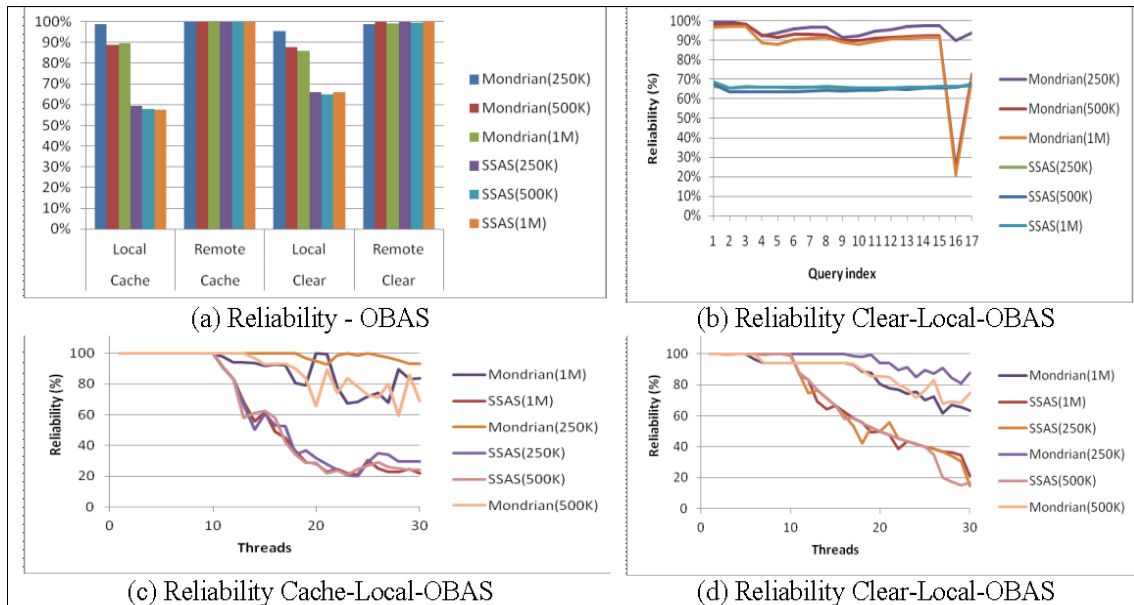 100%
90%
80%
70%
60%
50%
40%
30%
20%
10%
0%
Local Remote Local Remote
Cache Cache Clear Clear
Mondrian(250K)
Mondrian(500K)
Mondrian(1M)
SSAS(250K)
SSAS(500K)
SSAS(1M)
(a) Reliability - OBAS
Reliability (%)
100%
90%
80%
70%
60%
50%
40%
30%
20%
10%
0%
1 2 3 4 5 6 7 8 9 10 11 12 13 14 15 16 17
Query index
Mondrian(250K)
Mondrian(500K)
Mondrian(1M)
SSAS(250K)
SSAS(500K)
SSAS(1M)
(b) Reliability Clear-Local-OBAS
Reliability (%)
100
80
60
40
20
0
0 10 20 30
Threads
Mondrian(1M)
SSAS(1M)
Mondrian(250K)
SSAS(250K)
SSAS(500K)
Mondrian(500K)
(c) Reliability Cache-Local-OBAS
Reliability (%)
100
80
60
40
20
0
0 10 20 30
Threads
Mondrian(1M)
SSAS(1M)
SSAS(250K)
Mondrian(250K)
SSAS(500K)
Mondrian(500K)
(d) Reliability Clear-Local-OBAS